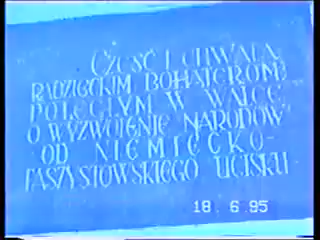 CZEŚĆ I CHWAŁA
RADZIECKIM BOHATEROM
POLEGŁYM W WALCE
O WYZWOLENIE NARODÓW
OD NIEMIECKO-
FASZYSTOWSKIEGO UCISKU
18. 6.95